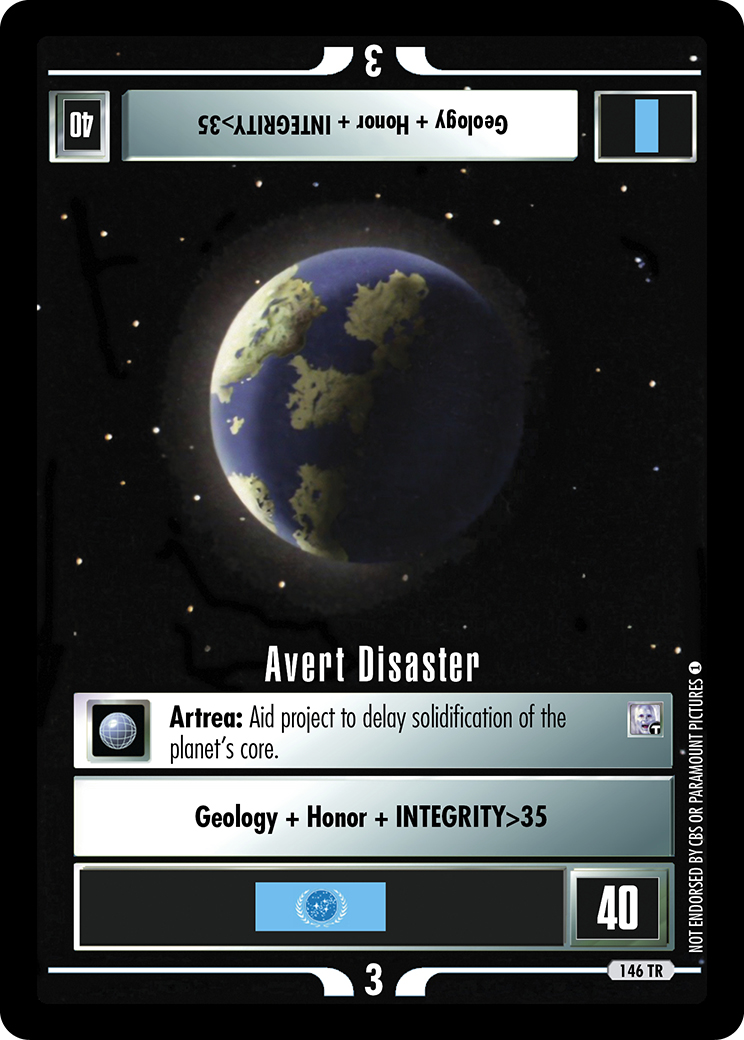 3
40
Geology + Honor + INTEGRITY>35
Avert Disaster
Artrea: Aid project to delay solidification of the
planet's core.
T
Geology + Honor + INTEGRITY>35
40
NOT ENDORSED BY CBS OR PARAMOUNT PICTURES 1
146 TR
3